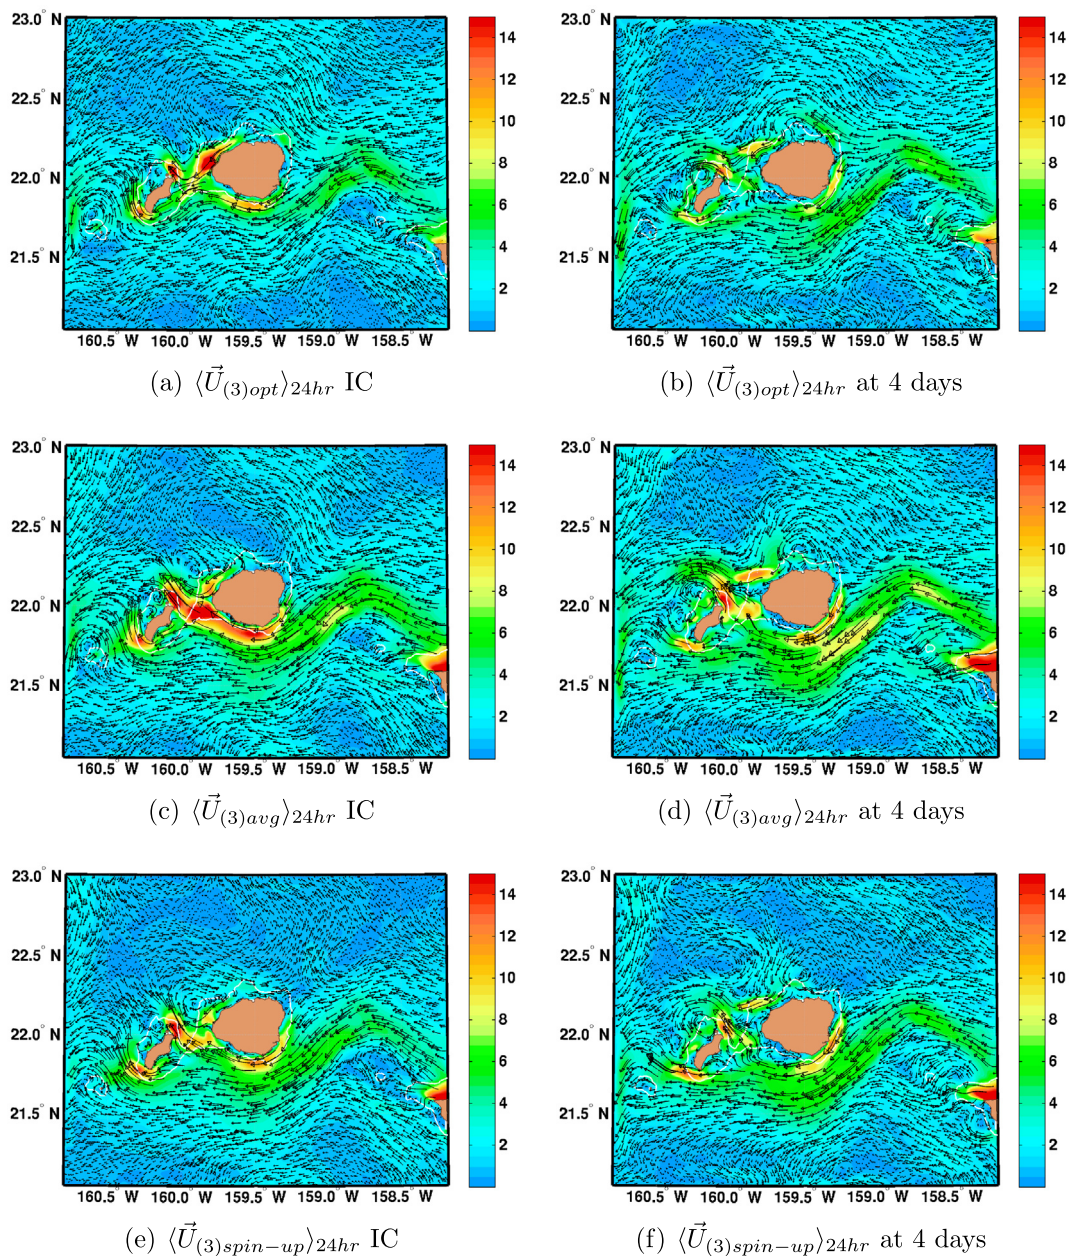 23.0° N
22.5° N
22.0° N
21.5° N
160.5° W 160.0° W 159.5° W 159.0° W 158.5° W
14
12
10
8
6
4
2
(a) ⟨U⃗(3)opt⟩24hr IC
23.0° N
22.5° N
22.0° N
21.5° N
160.5° W 160.0° W 159.5° W 159.0° W 158.5° W
14
12
10
8
6
4
2
(b) ⟨U⃗(3)opt⟩24hr at 4 days
23.0° N
22.5° N
22.0° N
21.5° N
160.5° W 160.0° W 159.5° W 159.0° W 158.5° W
14
12
10
8
6
4
2
(c) ⟨U⃗(3)avg⟩24hr IC
23.0° N
22.5° N
22.0° N
21.5° N
160.5° W 160.0° W 159.5° W 159.0° W 158.5° W
14
12
10
8
6
4
2
(d) ⟨U⃗(3)avg⟩24hr at 4 days
23.0° N
22.5° N
22.0° N
21.5° N
160.5° W 160.0° W 159.5° W 159.0° W 158.5° W
14
12
10
8
6
4
2
(e) ⟨U⃗(3)spin−up⟩24hr IC
23.0° N
22.5° N
22.0° N
21.5° N
160.5° W 160.0° W 159.5° W 159.0° W 158.5° W
14
12
10
8
6
4
2
(f) ⟨U⃗(3)spin−up⟩24hr at 4 days